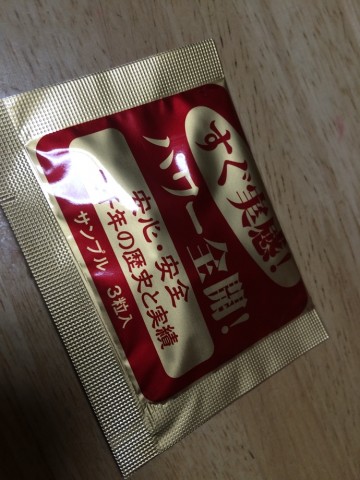 すぐ実感!
パワー全開!
安心・安全
年の歴史と実績
サンプル 3粒入